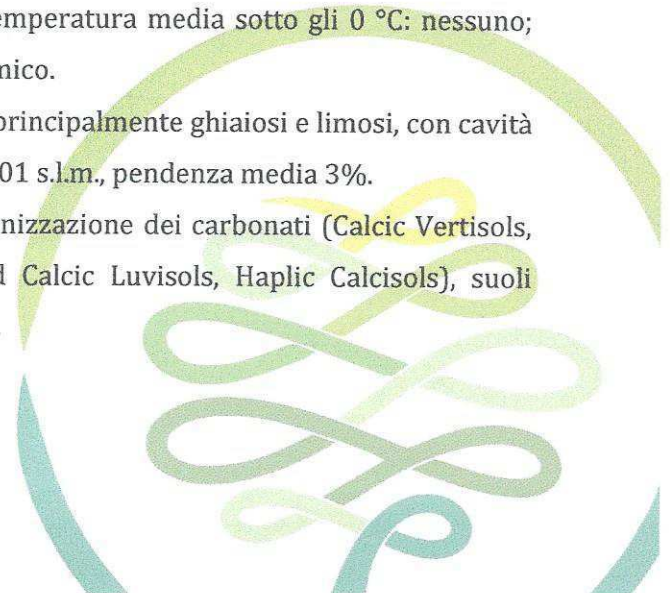 emperatura media sotto gli 0 °C: nessuno;
nico.
principalmente ghiaiosi e limosi, con cavità
01 s.l.m., pendenza media 3%.
nizzazione dei carbonati (Calcic Vertisols,
d Calcic Luvisols, Haplic Calcisols), suoli